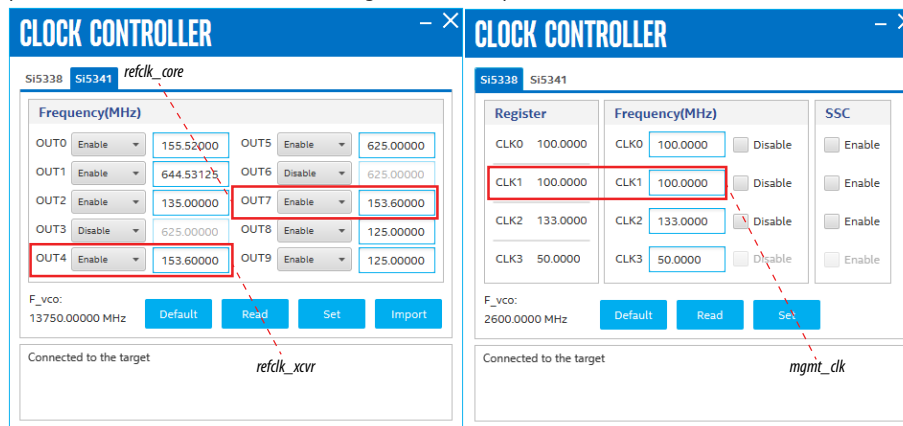 CLOCK CONTROLLER
Si5338 Si5341 refclk_core
Frequency(MHz)
OUT0 Enable 155.52000 OUT5 Enable 625.00000
OUT1 Enable 644.53125 OUT6 Disable 625.00000
OUT2 Enable 135.00000 OUT7 Enable 153.60000
OUT3 Disable 625.00000 OUT8 Enable 125.00000
OUT4 Enable 153.60000 OUT9 Enable 125.00000
F_vco:
13750.00000 MHz Default Read Set Import
Connected to the target
refclk_xcvr
CLOCK CONTROLLER
Si5338 Si5341
Register Frequency(MHz) SSC
CLK0 100.0000 CLK0 100.0000 Disable Enable
CLK1 100.0000 CLK1 100.0000 Disable Enable
CLK2 133.0000 CLK2 133.0000 Disable Enable
CLK3 50.0000 CLK3 50.0000 Disable Enable
F_vco:
2600.0000 MHz Default Read Set
Connected to the target
mgmt_clk